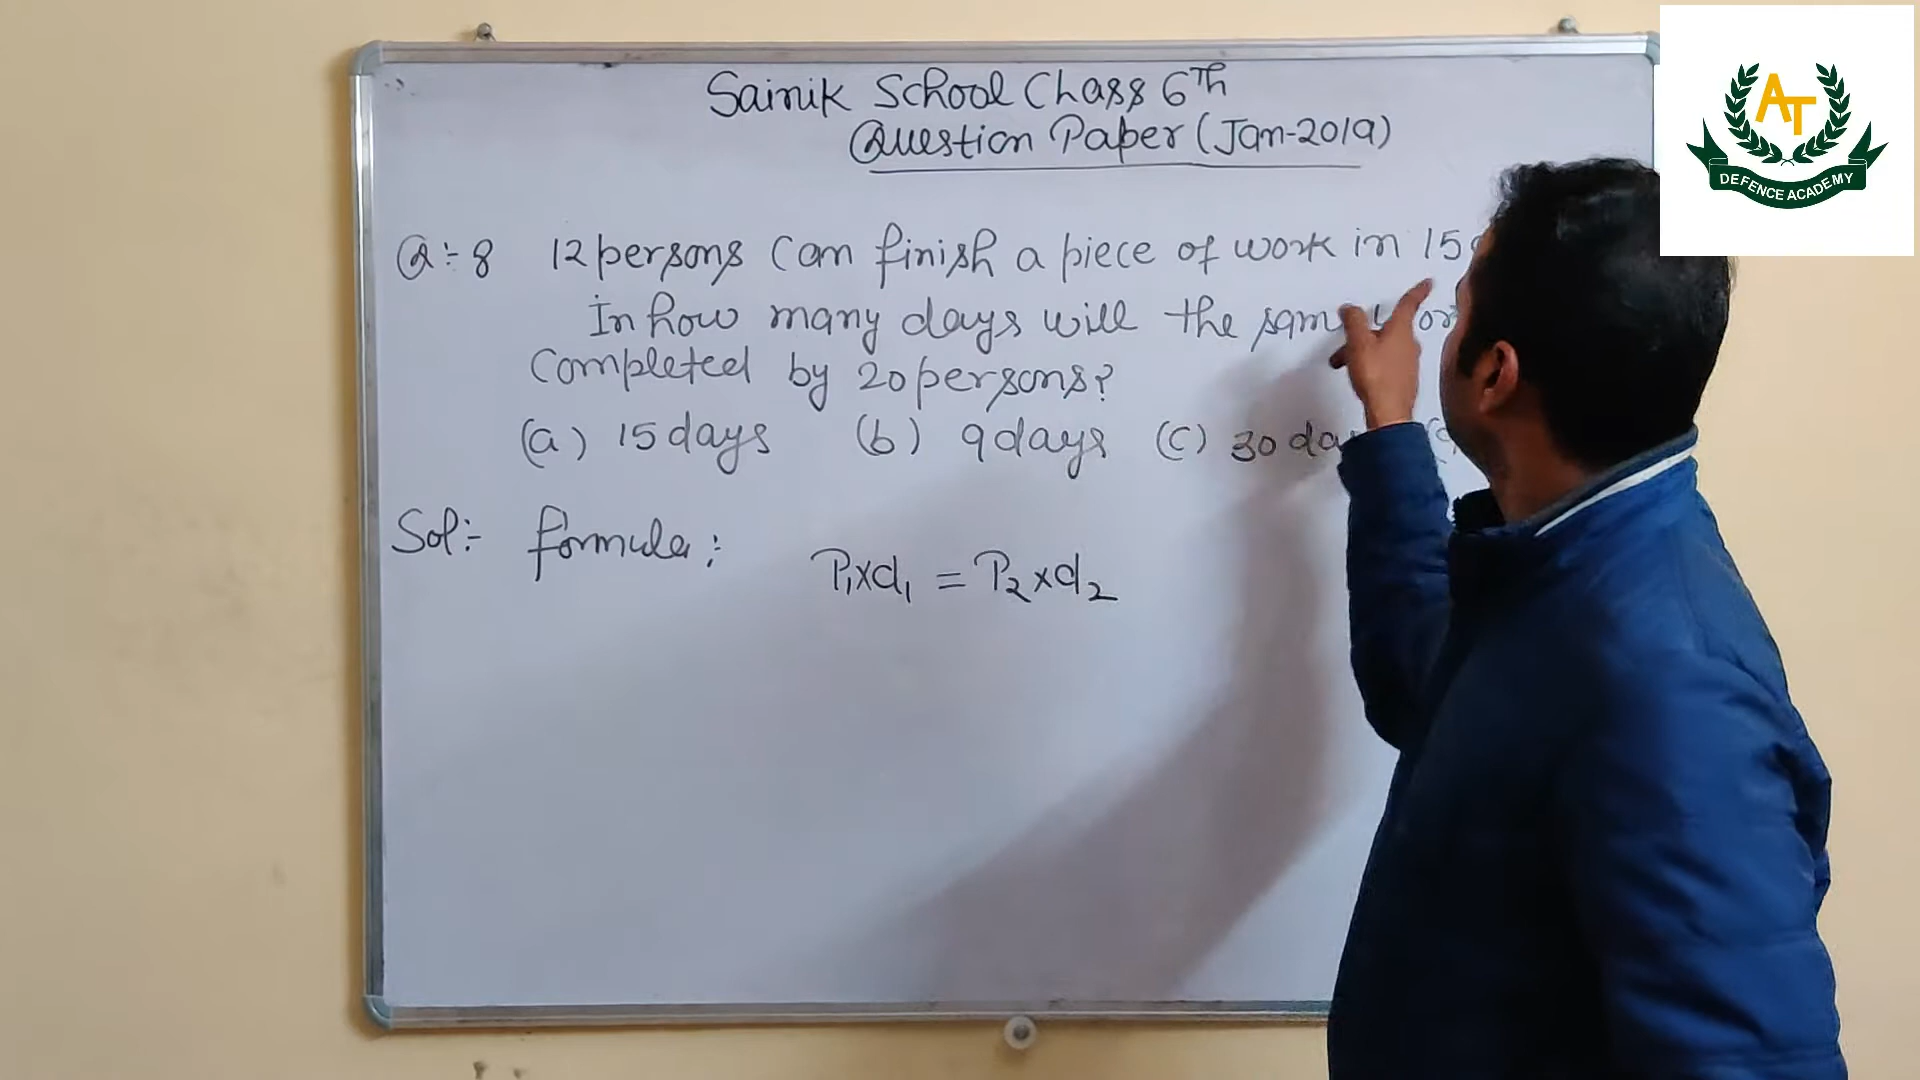 Sainik School Class 6Th
Question Paper (Jan-2019)
Q:- 8 12 persons Can finish a piece of work in 15
In how many days will the same
Completed by 20 persons?
(a) 15 days (b) 9 days (c) 30
Sol:- formula:
P1xd1 = P2xd2
AT
DEFENCE ACADEMY